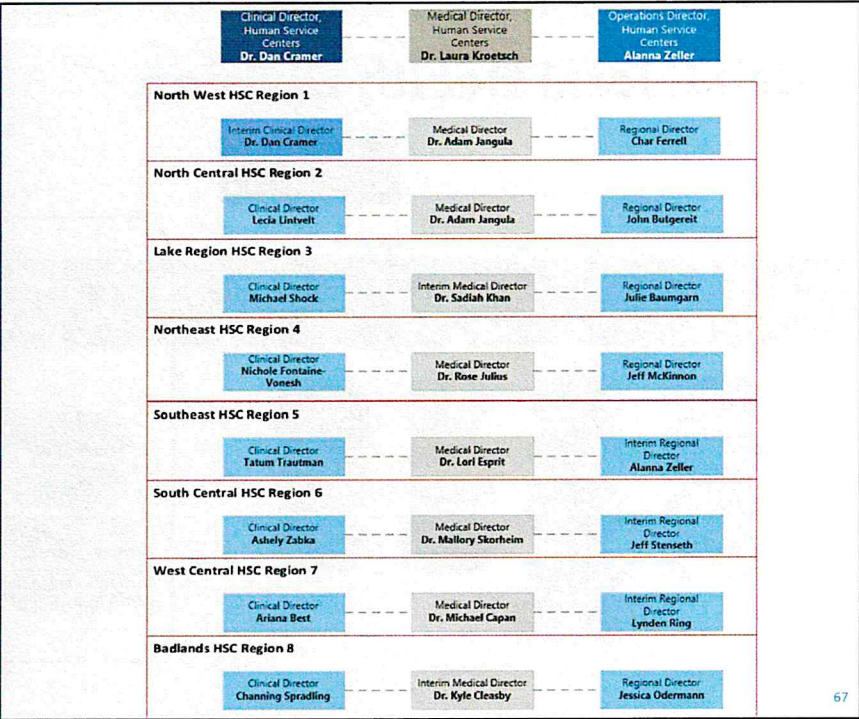 Clinical Director,
Human Service
Centers
Dr. Dan Cramer
Medical Director,
Human Service
Centers
Dr. Laura Kroetsch
Operations Director,
Human Service
Centers
Alanna Zeller
North West HSC Region 1
Interim Clinical Director
Dr. Dan Cramer
Medical Director
Dr. Adam Jangula
Regional Director
Char Ferrell
North Central HSC Region 2
Clinical Director
Lecia Lintvelt
Medical Director
Dr. Adam Jangula
Regional Director
John Butgereit
Lake Region HSC Region 3
Clinical Director
Michael Shock
Interim Medical Director
Dr. Sadiah Khan
Regional Director
Julie Baumgarn
Northeast HSC Region 4
Clinical Director
Nichole Fontaine-
Vonesh
Medical Director
Dr. Rose Julius
Regional Director
Jeff McKinnon
Southeast HSC Region 5
Clinical Director
Tatum Trautman
Medical Director
Dr. Lori Esprit
Interim Regional
Director
Alanna Zeller
South Central HSC Region 6
Clinical Director
Ashely Zabka
Medical Director
Dr. Mallory Skorheim
Interim Regional
Director
Jeff Stenseth
West Central HSC Region 7
Clinical Director
Ariana Best
Medical Director
Dr. Michael Capan
Interim Regional
Director
Lynden Ring
Badlands HSC Region 8
Clinical Director
Channing Spradling
Interim Medical Director
Dr. Kyle Cleasby
Regional Director
Jessica Odermann
67